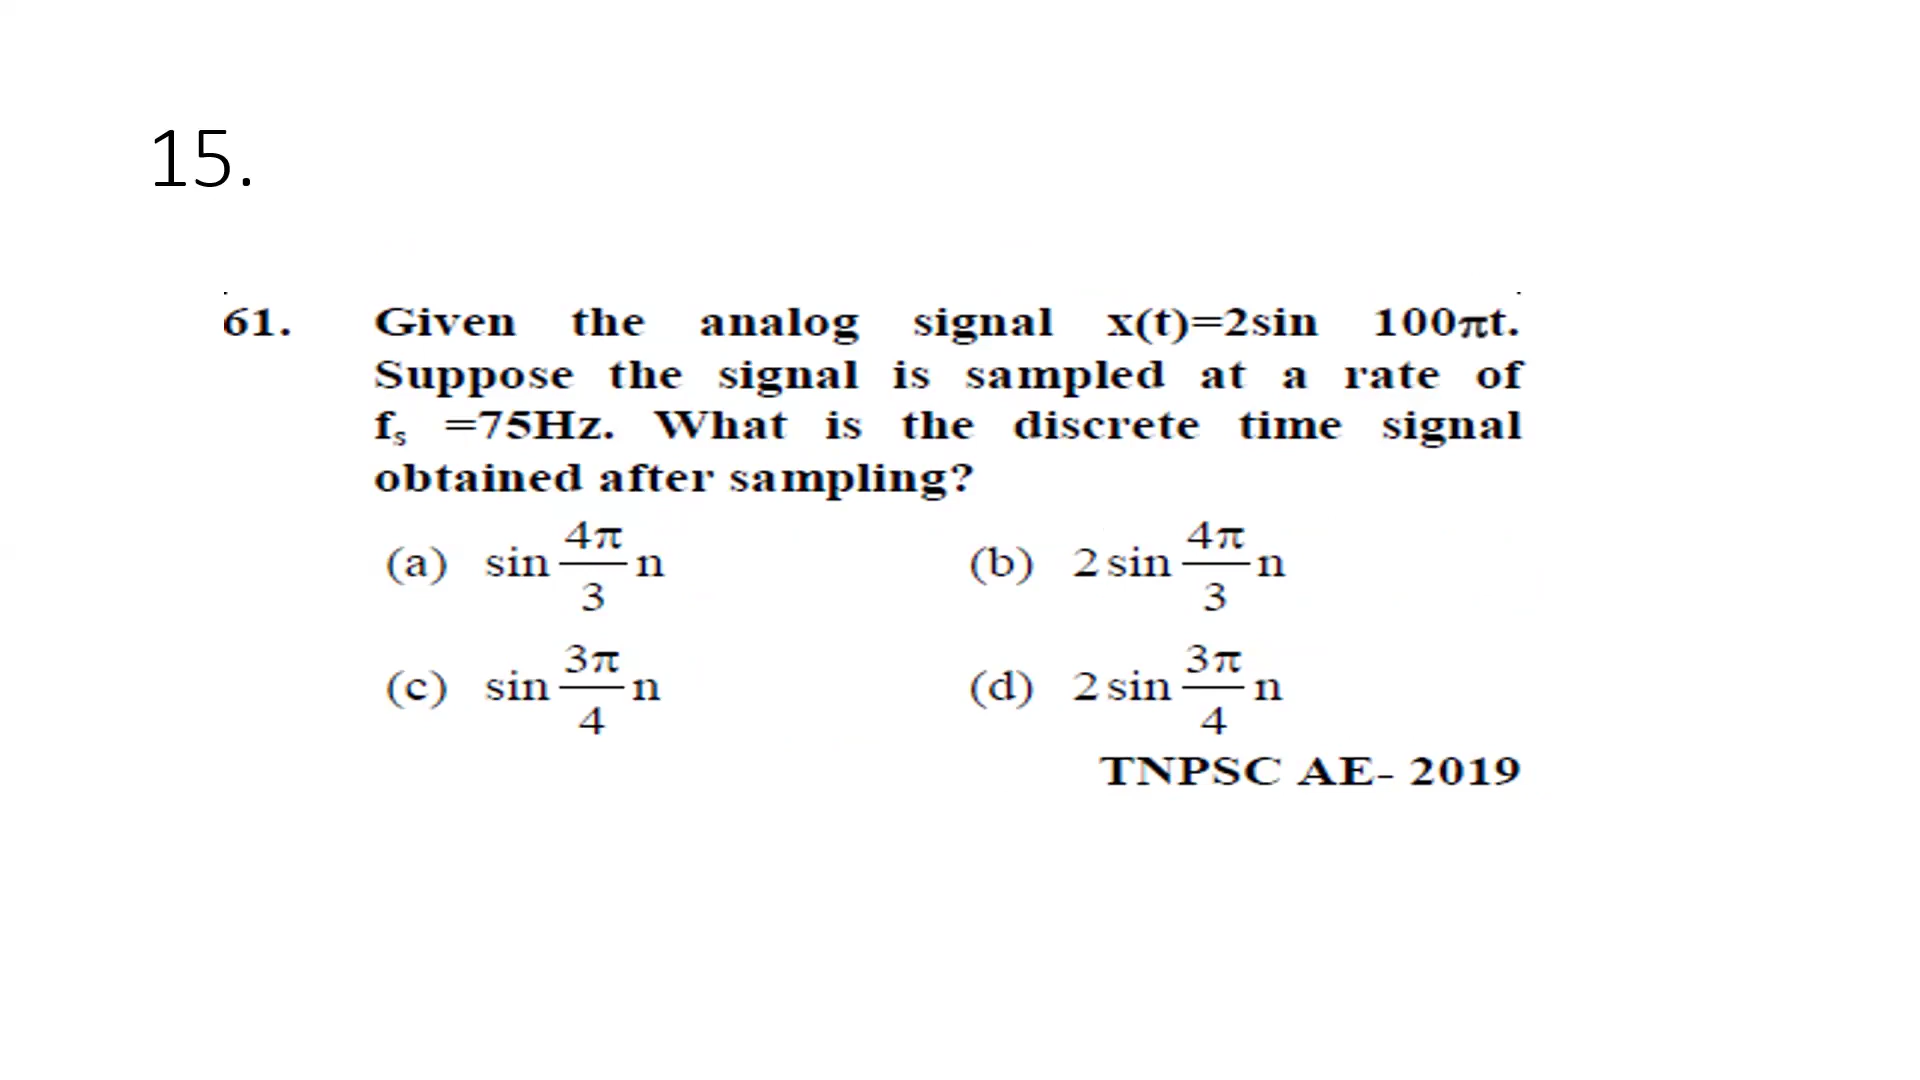 15.
61. Given the analog signal x(t)=2sin 100πt.
Suppose the signal is sampled at a rate of
fₛ =75Hz. What is the discrete time signal
obtained after sampling?
(a) sin 4π/3 n (b) 2 sin 4π/3 n
(c) sin 3π/4 n (d) 2 sin 3π/4 n
TNPSC AE- 2019